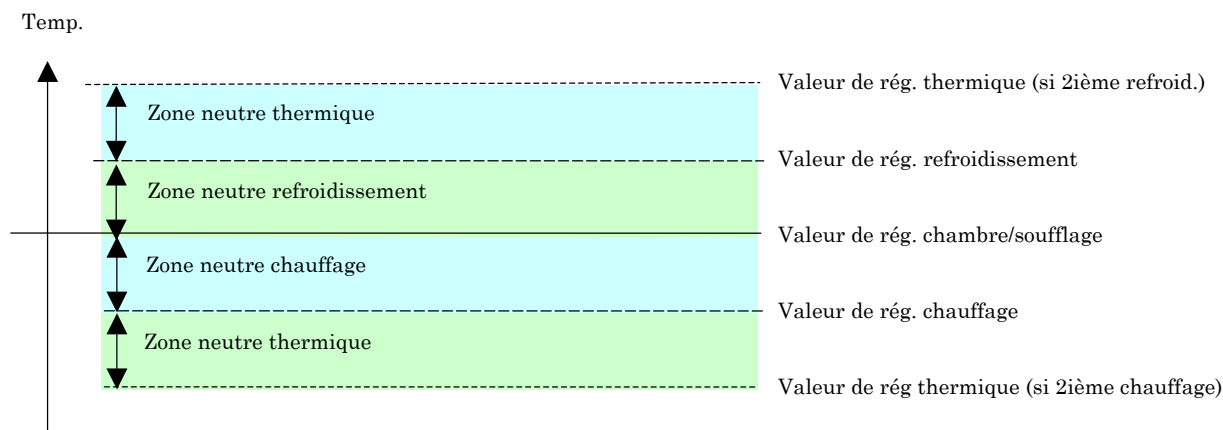 Temp.
Valeur de rég. thermique (si 2ième refroid.)
Zone neutre thermique
Valeur de rég. refroidissement
Zone neutre refroidissement
Valeur de rég. chambre/soufflage
Zone neutre chauffage
Valeur de rég. chauffage
Zone neutre thermique
Valeur de rég thermique (si 2ième chauffage)